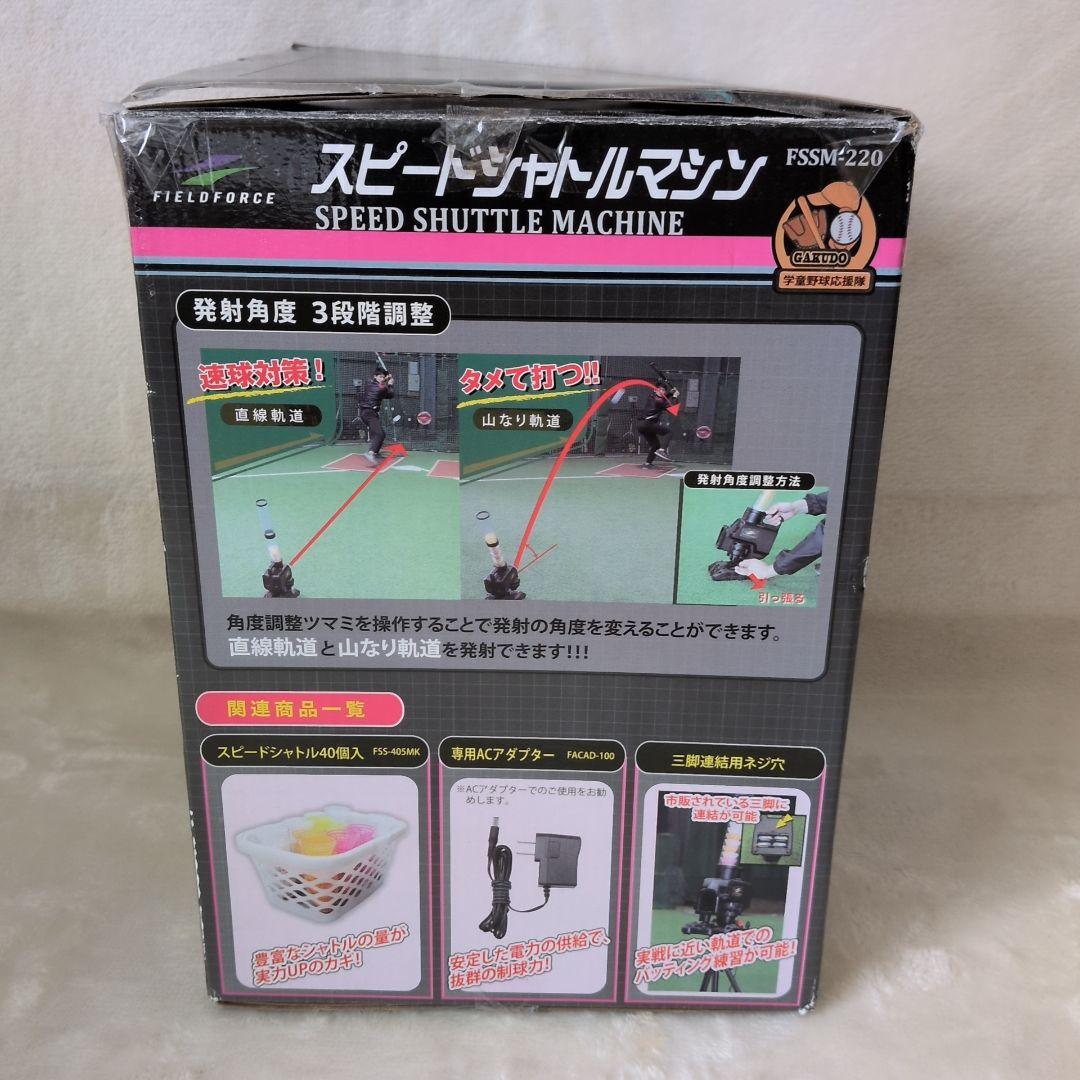 FIELDFORCE
スピードシャトルマシン
SPEED SHUTTLE MACHINE
FSSM-220
GAKUDO
学童野球応援隊
発射角度 3段階調整
速球対策!
直線軌道
タメて打つ!!
山なり軌道
発射角度調整方法
引っ張る
角度調整ツマミを操作することで発射の角度を変えることができます。
直線軌道と山なり軌道を発射できます!!!
関連商品一覧
スピードシャトル40個入 FSS-405MK
豊富なシャトルの量が
実力UPのカギ!
専用ACアダプター FACAD-100
※ACアダプターでのご使用をお勧
めします。
安定した電力の供給で、
抜群の制球力!
三脚連結用ネジ穴
市販されている三脚に
連結が可能
実戦に近い軌道での
バッティング練習が可能!